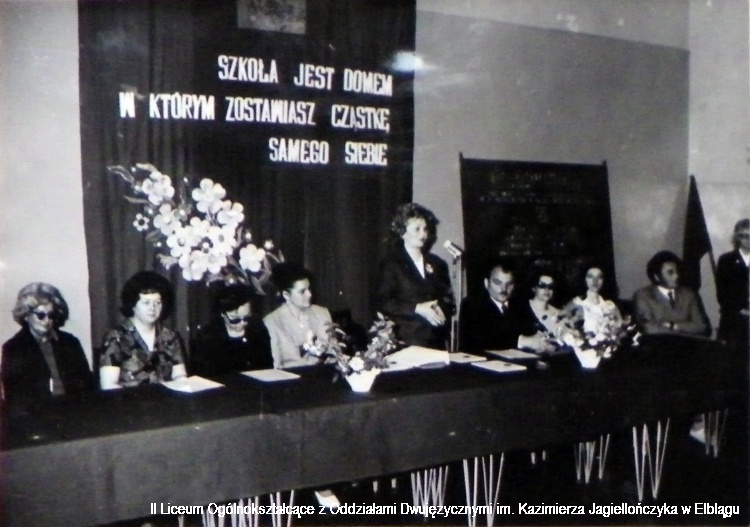 SZKOŁA JEST DOMEM
W KTÓRYM ZOSTAWIASZ CZĄSTKĘ
SAMEGO SIEBIE
II Liceum Ogólnokształcące z Oddziałami Dwujęzycznymi im. Kazimierza Jagiellończyka w Elblągu